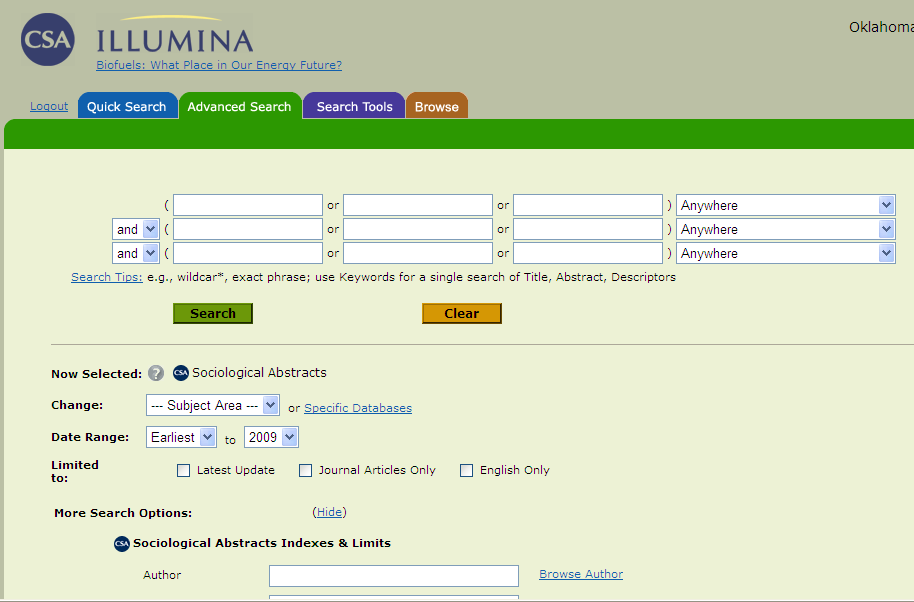 CSA ILLUMINA
Oklahoma
Biofuels: What Place in Our Energy Future?
Logout Quick Search Advanced Search Search Tools Browse
( or or ) Anywhere
and ( or or ) Anywhere
and ( or or ) Anywhere
Search Tips: e.g., wildcar*, exact phrase; use Keywords for a single search of Title, Abstract, Descriptors
Search Clear
Now Selected: ? CSA Sociological Abstracts
Change: --- Subject Area --- or Specific Databases
Date Range: Earliest to 2009
Limited
to: Latest Update Journal Articles Only English Only
More Search Options: (Hide)
CSA Sociological Abstracts Indexes & Limits
Author Browse Author